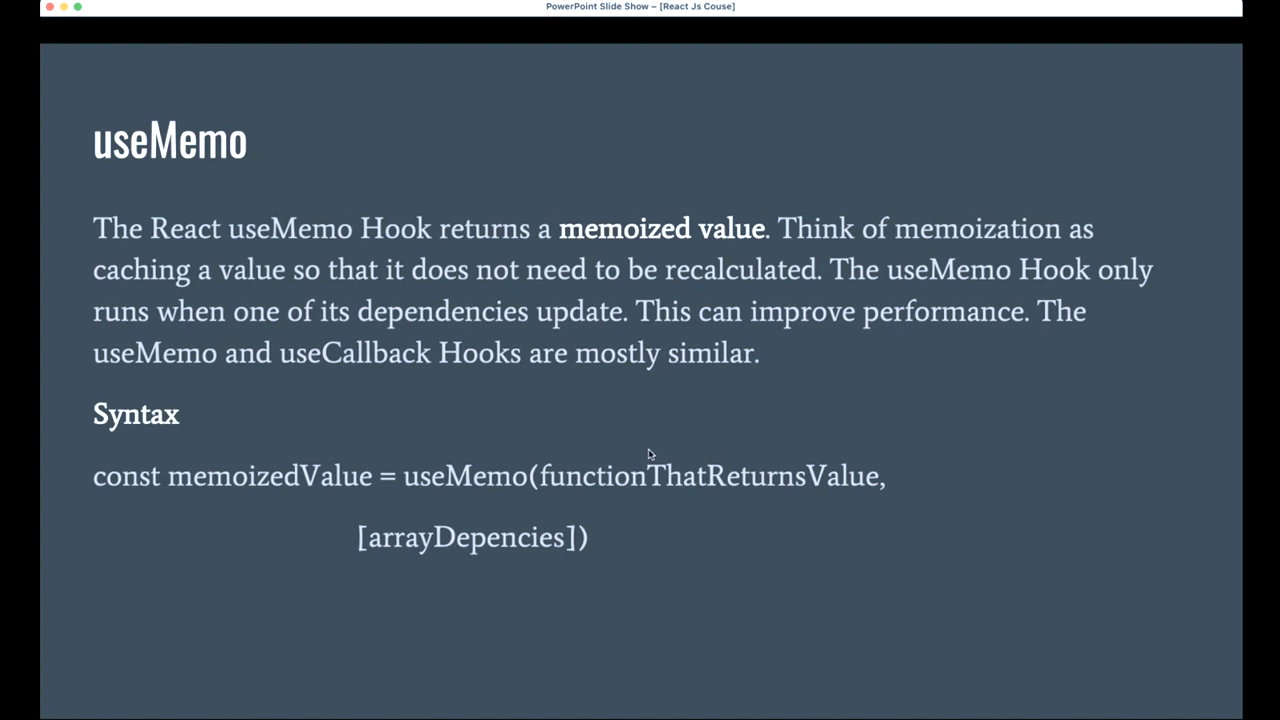 PowerPoint Slide Show – [React Js Couse]
useMemo
The React useMemo Hook returns a memoized value. Think of memoization as
caching a value so that it does not need to be recalculated. The useMemo Hook only
runs when one of its dependencies update. This can improve performance. The
useMemo and useCallback Hooks are mostly similar.
Syntax
const memoizedValue = useMemo(functionThatReturnsValue,
[arrayDepencies])